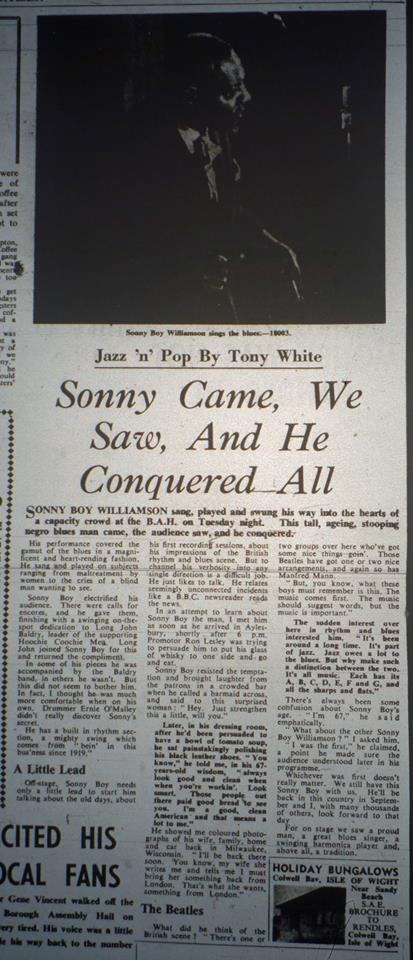 Sonny Boy Williamson sings the blues.—18003.
Jazz 'n' Pop By Tony White
Sonny Came, We
Saw, And He
Conquered All
SONNY BOY WILLIAMSON sang, played and swung his way into the hearts of
a capacity crowd at the B.A.H. on Tuesday night. This tall, ageing, stooping
negro blues man came, the audience saw, and he conquered.
His performance covered the
gamut of the blues in a magni-
ficent and heart-rending fashion.
He sang and played on subjects
ranging from maltreatment by
women to the cries of a blind
man wanting to see.
Sonny Boy electrified his
audience. There were calls for
encores, and he gave them,
finishing with a swinging on-the-
spot dedication to Long John
Baldry, leader of the supporting
Hoochie Coochie Men. Long
John joined Sonny Boy for this
and returned the compliment.
In some of his pieces he was
accompanied by the Baldry
band, in others he wasn't. But
this did not seem to bother him.
In fact, I thought he was much
more comfortable when on his
own. Drummer Ernie O'Malley
didn't really discover Sonny's
secret.
He has a built in rhythm sec-
tion, a mighty swing which
comes from "bein' in this
business since 1919."
A Little Lead
Off-stage, Sonny Boy needs
only a little lead to start him
talking about the old days, about
his first recording sessions, about
his impressions of the British
rhythm and blues scene. But to
channel his verbosity into any
single direction is a difficult job.
He just likes to talk. He relates
seemingly unconnected incidents
like a B.B.C. newsreader reads
the news.
In an attempt to learn about
Sonny Boy the man, I met him
as soon as he arrived in Ayles-
bury, shortly after 6 p.m.
Promotor Ron Lesley was trying
to persuade him to put his glass
of whisky to one side and go
and eat.
Sonny Boy resisted the tempta-
tion and brought laughter from
the patrons in a crowded bar
when he called a barmaid across,
and said to this surprised
woman: "Hey, just strengthen
this a little, will you."
Later, in his dressing room,
after he'd been persuaded to
have a bowl of tomato soup,
he sat painstakingly polishing
his black leather shoes. "You
know," he told me, in his 67-
years-old wisdom, "always
look good and clean when
when you're workin'. Look
smart. Those people out
there paid good bread to see
you. I'm a good, clean
American and that means a
lot to me."
He showed me coloured photo-
graphs of his wife, family, home
and car back in Milwaukee,
Wisconsin. "I'll be back there
soon. You know, my wife she
writes me and tells me I must
bring her something back from
London. That's what she wants,
something from London."
The Beatles
What did he think of the
British scene? "There's one or
two groups over here who've got
some nice things goin'. Those
Beatles have got one or two nice
arrangements, and again so has
Manfred Mann.
"But, you know, what these
boys must remember is this. The
music comes first. The music
should suggest words, but the
music is important."
The sudden interest over
here in rhythm and blues
interested him. "It's been
around a long time. It's part
of jazz. Jazz owes a lot to
the blues. But why make such
a distinction between the two.
It's all music. Each has its
A, B, C, D, E, F and G, and
all the sharps and flats."
There's always been some
confusion about Sonny Boy's
age. "I'm 67," he said
emphatically.
"What about the other Sonny
Boy Williamson?" I asked him.
"I was the first," he claimed,
a point he made sure the
audience understood later in his
programme.
Whichever was first doesn't
really matter. We still have this
Sonny Boy with us. He'll be
back in this country in Septem-
ber and I, with many thousands
of others, look forward to that
day
For on stage we saw a proud
man, a great blues singer, a
swinging harmonica player and,
above all, a tradition.
CITED HIS
OCAL FANS
Gene Vincent walked off the
Borough Assembly Hall on
very tired. His voice was a little
his way back to the number
HOLIDAY BUNGALOWS
Colwell Bay, ISLE OF WIGHT
Near Sandy
Beach
S.A.E.
BROCHURE
TO
RENDLES,
Colwell Bay,
Isle of Wight